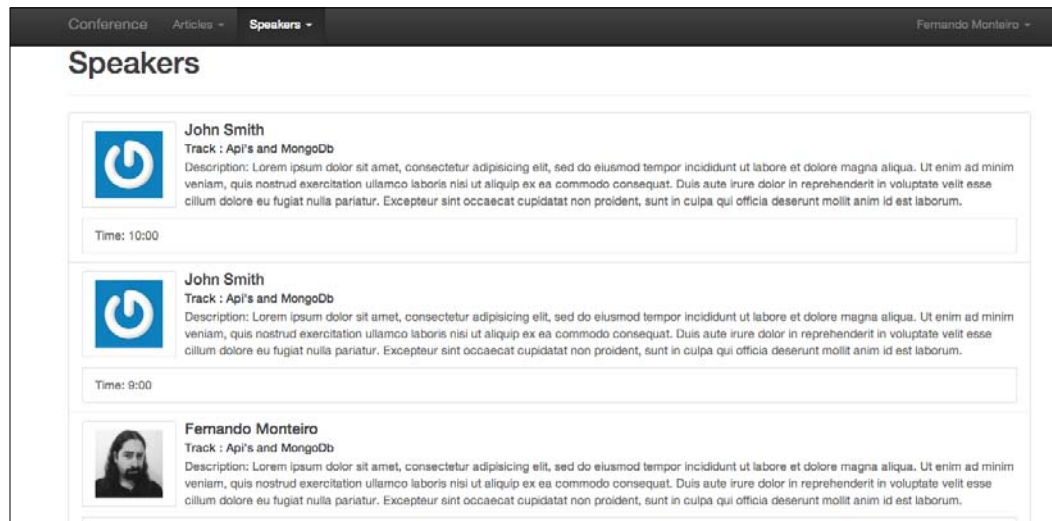 Conference Articles Speakers Fernando Monteiro
Speakers
John Smith
Track : Api's and MongoDb
Description: Lorem ipsum dolor sit amet, consectetur adipisicing elit, sed do eiusmod tempor incididunt ut labore et dolore magna aliqua. Ut enim ad minim
veniam, quis nostrud exercitation ullamco laboris nisi ut aliquip ex ea commodo consequat. Duis aute irure dolor in reprehenderit in voluptate velit esse
cillum dolore eu fugiat nulla pariatur. Excepteur sint occaecat cupidatat non proident, sunt in culpa qui officia deserunt mollit anim id est laborum.
Time: 10:00
John Smith
Track : Api's and MongoDb
Description: Lorem ipsum dolor sit amet, consectetur adipisicing elit, sed do eiusmod tempor incididunt ut labore et dolore magna aliqua. Ut enim ad minim
veniam, quis nostrud exercitation ullamco laboris nisi ut aliquip ex ea commodo consequat. Duis aute irure dolor in reprehenderit in voluptate velit esse
cillum dolore eu fugiat nulla pariatur. Excepteur sint occaecat cupidatat non proident, sunt in culpa qui officia deserunt mollit anim id est laborum.
Time: 9:00
Fernando Monteiro
Track : Api's and MongoDb
Description: Lorem ipsum dolor sit amet, consectetur adipisicing elit, sed do eiusmod tempor incididunt ut labore et dolore magna aliqua. Ut enim ad minim
veniam, quis nostrud exercitation ullamco laboris nisi ut aliquip ex ea commodo consequat. Duis aute irure dolor in reprehenderit in voluptate velit esse
cillum dolore eu fugiat nulla pariatur. Excepteur sint occaecat cupidatat non proident, sunt in culpa qui officia deserunt mollit anim id est laborum.